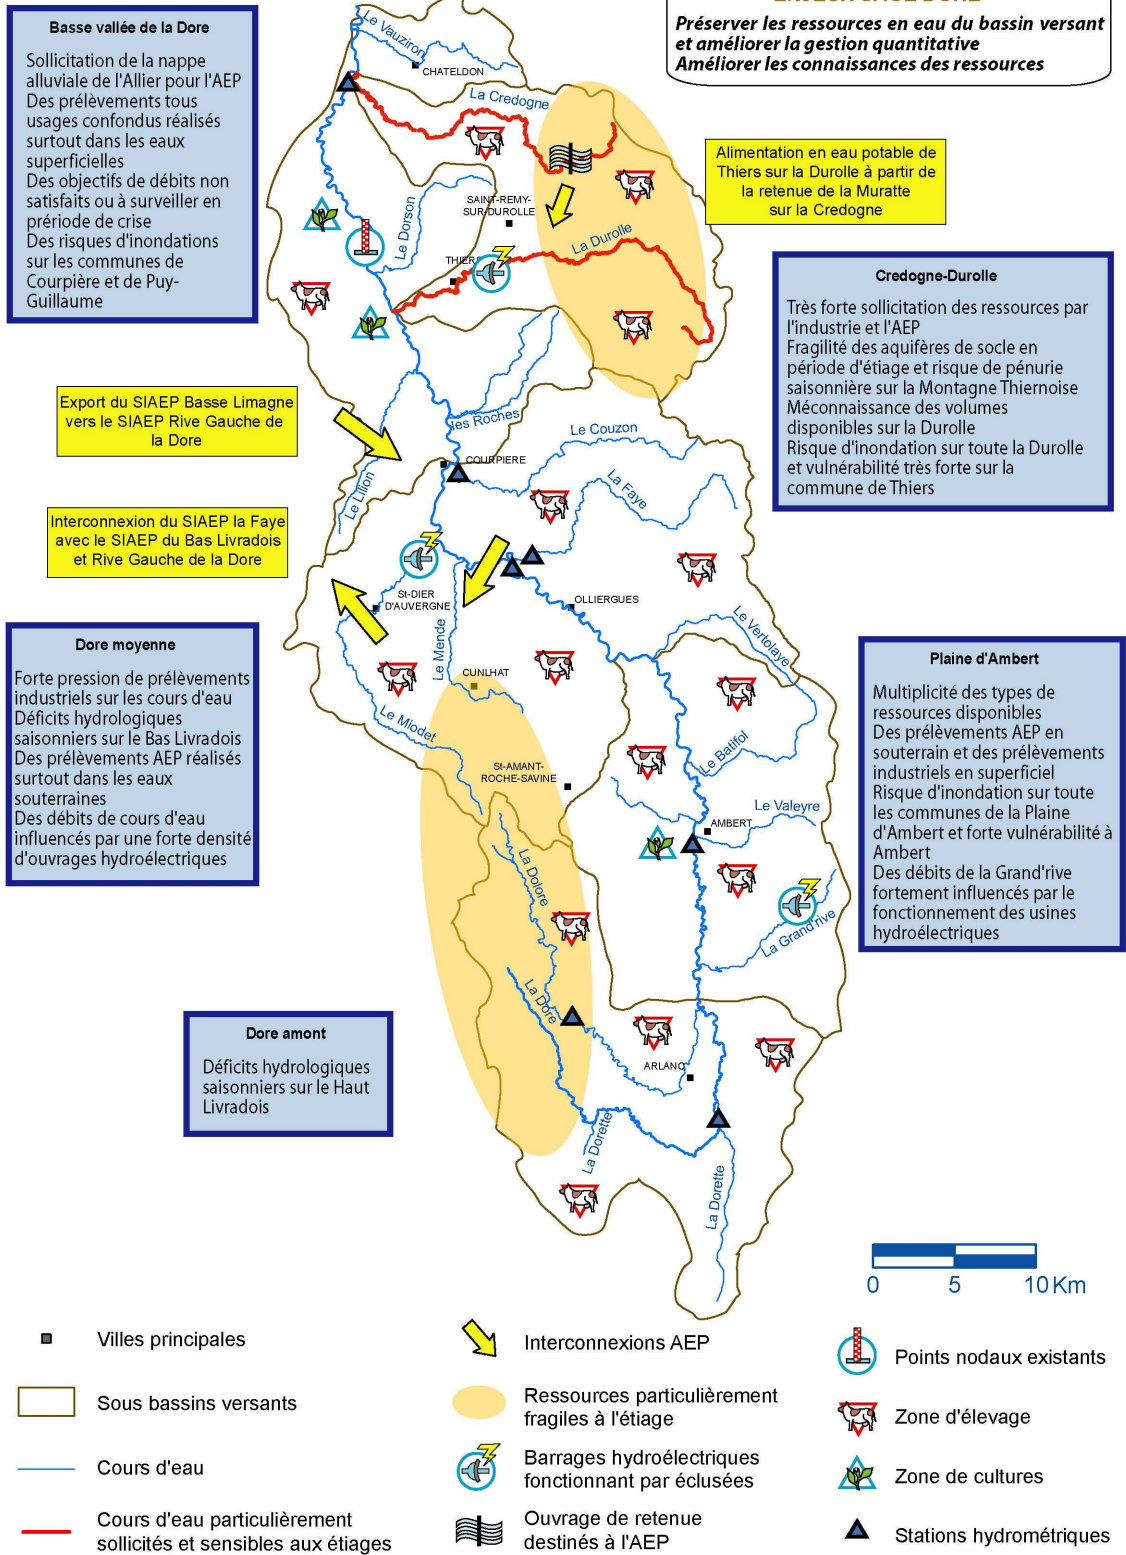 Préserver les ressources en eau du bassin versant
et améliorer la gestion quantitative
Améliorer les connaissances des ressources
Basse vallée de la Dore
Sollicitation de la nappe
alluviale de l'Allier pour l'AEP
Des prélèvements tous
usages confondus réalisés
surtout dans les eaux
superficielles
Des objectifs de débits non
satisfaits ou à surveiller en
prériode de crise
Des risques d'inondations
sur les communes de
Courpière et de Puy-
Guillaume
Le Vauziron
CHATELDON
La Credogne
Alimentation en eau potable de
Thiers sur la Durolle à partir de
la retenue de la Muratte
sur la Credogne
SAINT-REMY-
SUR-DUROLLE
Le Dorson
La Durolle
THIERS
Credogne-Durolle
Très forte sollicitation des ressources par
l'industrie et l'AEP
Fragilité des aquifères de socle en
période d'étiage et risque de pénurie
saisonnière sur la Montagne Thiernoise
Méconnaissance des volumes
disponibles sur la Durolle
Risque d'inondation sur toute la Durolle
et vulnérabilité très forte sur la
commune de Thiers
Export du SIAEP Basse Limagne
vers le SIAEP Rive Gauche de
la Dore
les Roches
Le Couzon
COURPIERE
Le Lilion
La Faye
Interconnexion du SIAEP la Faye
avec le SIAEP du Bas Livradois
et Rive Gauche de la Dore
St-DIER
D'AUVERGNE
OLLIERGUES
Le Mende
Le Vertolaye
CUNLHAT
Dore moyenne
Forte pression de prélèvements
industriels sur les cours d'eau
Déficits hydrologiques
saisonniers sur le Bas Livradois
Des prélèvements AEP réalisés
surtout dans les eaux
souterraines
Des débits de cours d'eau
influencés par une forte densité
d'ouvrages hydroélectriques
Le Miodet
St-AMANT-
ROCHE-SAVINE
Le Batifol
Le Valeyre
AMBERT
Plaine d'Ambert
Multiplicité des types de
ressources disponibles
Des prélèvements AEP en
souterrain et des prélèvements
industriels en superficiel
Risque d'inondation sur toute
les communes de la Plaine
d'Ambert et forte vulnérabilité à
Ambert
Des débits de la Grand'rive
fortement influencés par le
fonctionnement des usines
hydroélectriques
La Dolore
La Grand'rive
La Dore
ARLANC
Dore amont
Déficits hydrologiques
saisonniers sur le Haut
Livradois
La Dorette
La Dorette
0 5 10 Km
Villes principales
Sous bassins versants
Cours d'eau
Cours d'eau particulièrement
sollicités et sensibles aux étiages
Interconnexions AEP
Ressources particulièrement
fragiles à l'étiage
Barrages hydroélectriques
fonctionnant par éclusées
Ouvrage de retenue
destinés à l'AEP
Points nodaux existants
Zone d'élevage
Zone de cultures
Stations hydrométriques